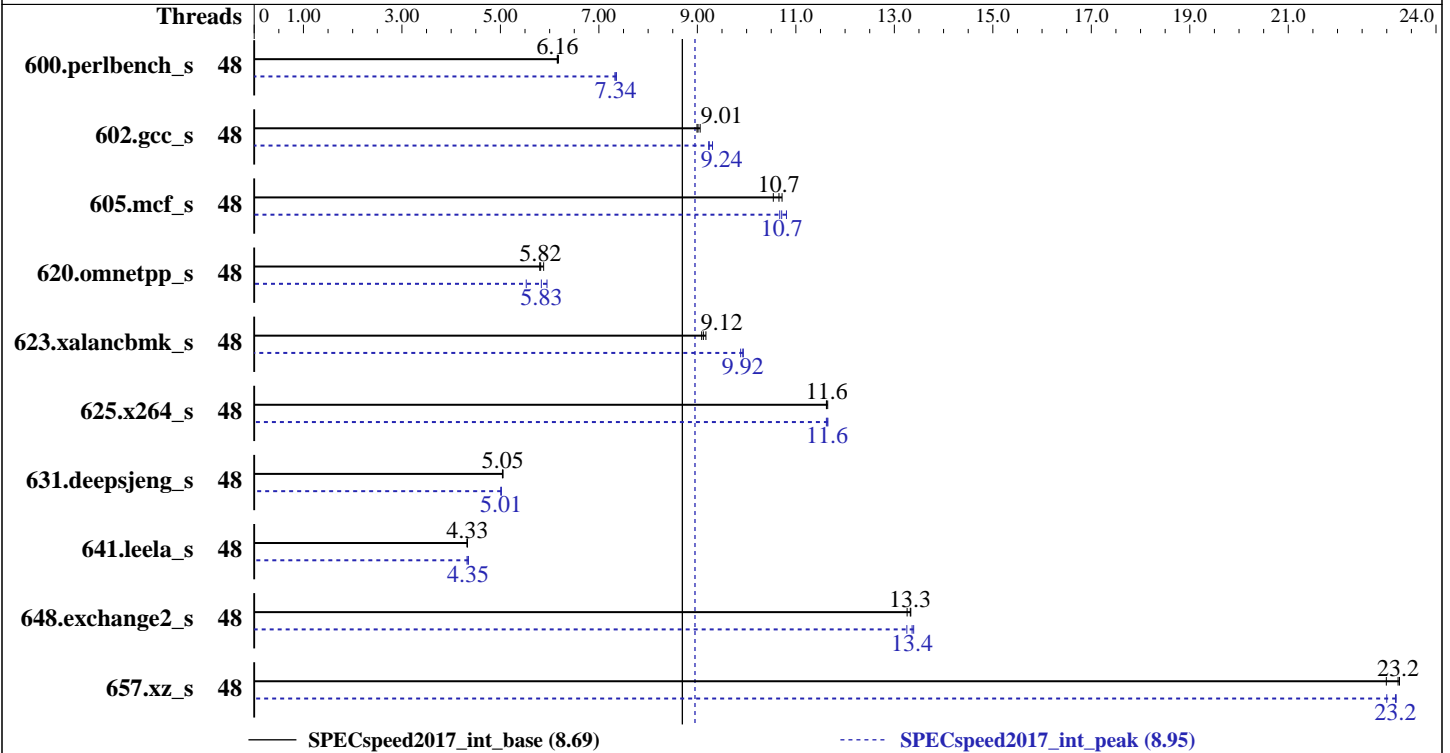 Threads 0 1.00 3.00 5.00 7.00 9.00 11.0 13.0 15.0 17.0 19.0 21.0 24.0
6.16
600.perlbench_s 48
7.34
9.01
602.gcc_s 48
9.24
10.7
605.mcf_s 48
10.7
5.82
620.omnetpp_s 48
5.83
9.12
623.xalancbmk_s 48
9.92
11.6
625.x264_s 48
11.6
5.05
631.deepsjeng_s 48
5.01
4.33
641.leela_s 48
4.35
13.3
648.exchange2_s 48
13.4
23.2
657.xz_s 48
23.2
SPECspeed2017_int_base (8.69) SPECspeed2017_int_peak (8.95)